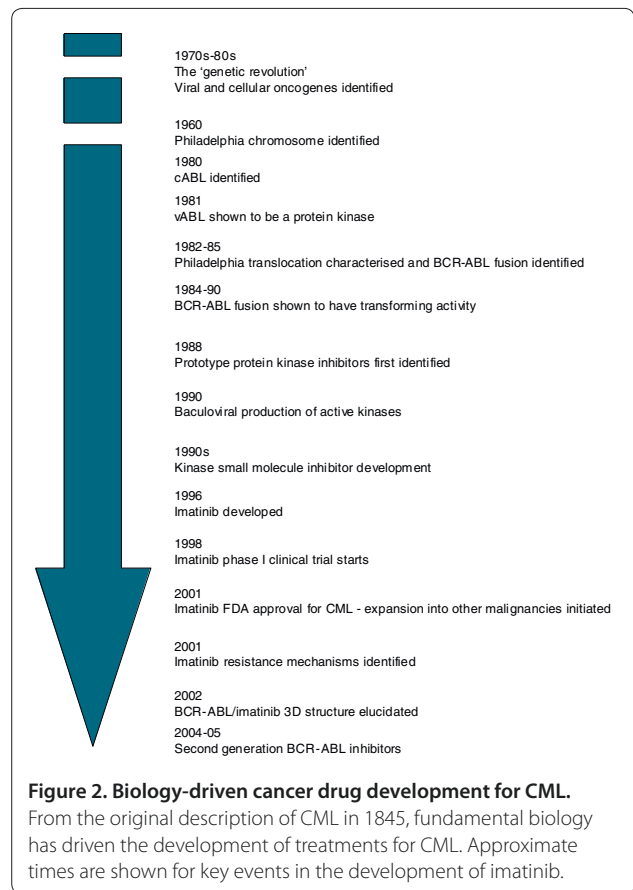 1970s-80s
The ‘genetic revolution’
Viral and cellular oncogenes identified
1960
Philadelphia chromosome identified
1980
cABL identified
1981
vABL shown to be a protein kinase
1982-85
Philadelphia translocation characterised and BCR-ABL fusion identified
1984-90
BCR-ABL fusion shown to have transforming activity
1988
Prototype protein kinase inhibitors first identified
1990
Baculoviral production of active kinases
1990s
Kinase small molecule inhibitor development
1996
Imatinib developed
1998
Imatinib phase I clinical trial starts
2001
Imatinib FDA approval for CML - expansion into other malignancies initiated
2001
Imatinib resistance mechanisms identified
2002
BCR-ABL/imatinib 3D structure elucidated
2004-05
Second generation BCR-ABL inhibitors
Figure 2. Biology-driven cancer drug development for CML.
From the original description of CML in 1845, fundamental biology
has driven the development of treatments for CML. Approximate
times are shown for key events in the development of imatinib.